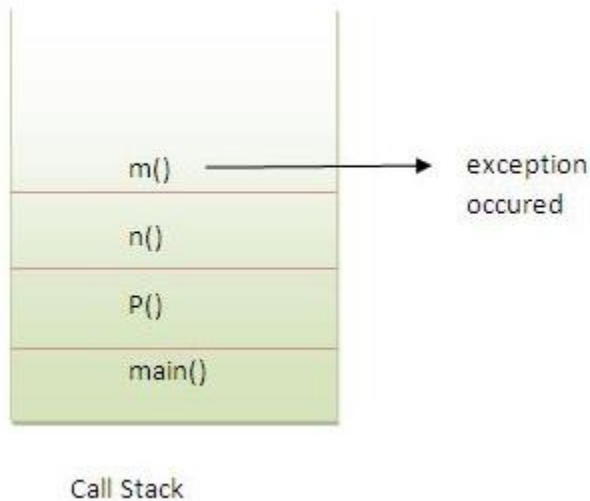 m()
exception
occured
n()
P()
main()
Call Stack